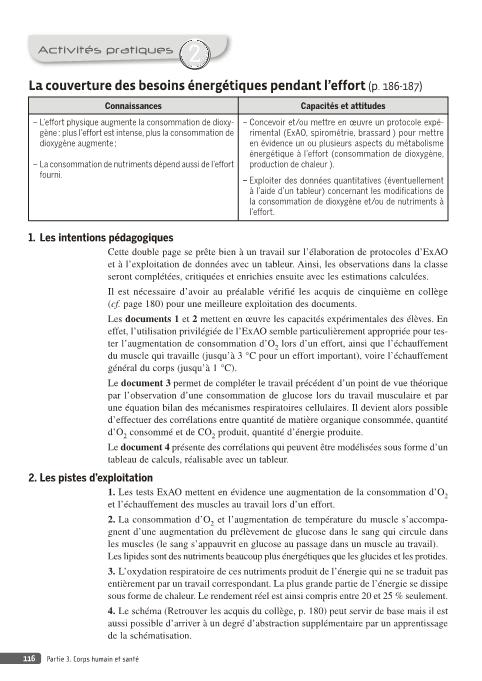 Activités pratiques 2
La couverture des besoins énergétiques pendant l'effort (p. 186-187)
Connaissances
– L'effort physique augmente la consommation de dioxy-
gène : plus l'effort est intense, plus la consommation de
dioxygène augmente ;
– La consommation de nutriments dépend aussi de l'effort
fourni.
Capacités et attitudes
– Concevoir et/ou mettre en œuvre un protocole expé-
rimental (ExAO, spirométrie, brassard ) pour mettre
en évidence un ou plusieurs aspects du métabolisme
énergétique à l'effort (consommation de dioxygène,
production de chaleur ).
– Exploiter des données quantitatives (éventuellement
à l'aide d'un tableur) concernant les modifications de
la consommation de dioxygène et/ou de nutriments à
l'effort.
1. Les intentions pédagogiques
Cette double page se prête bien à un travail sur l'élaboration de protocoles d'ExAO
et à l'exploitation de données avec un tableur. Ainsi, les observations dans la classe
seront complétées, critiquées et enrichies ensuite avec les estimations calculées.
Il est nécessaire d'avoir au préalable vérifié les acquis de cinquième en collège
(cf. page 180) pour une meilleure exploitation des documents.
Les documents 1 et 2 mettent en œuvre les capacités expérimentales des élèves. En
effet, l'utilisation privilégiée de l'ExAO semble particulièrement appropriée pour tes-
ter l'augmentation de consommation d'O2 lors d'un effort, ainsi que l'échauffement
du muscle qui travaille (jusqu'à 3 °C pour un effort important), voire l'échauffement
général du corps (jusqu'à 1 °C).
Le document 3 permet de compléter le travail précédent d'un point de vue théorique
par l'observation d'une consommation de glucose lors du travail musculaire et par
une équation bilan des mécanismes respiratoires cellulaires. Il devient alors possible
d'effectuer des corrélations entre quantité de matière organique consommée, quantité
d'O2 consommé et de CO2 produit, quantité d'énergie produite.
Le document 4 présente des corrélations qui peuvent être modélisées sous forme d'un
tableau de calculs, réalisable avec un tableur.
2. Les pistes d'exploitation
1. Les tests ExAO mettent en évidence une augmentation de la consommation d'O2
et l'échauffement des muscles au travail lors d'un effort.
2. La consommation d'O2 et l'augmentation de température du muscle s'accompa-
gnent d'une augmentation du prélèvement de glucose dans le sang qui circule dans
les muscles (le sang s'appauvrit en glucose au passage dans un muscle au travail).
Les lipides sont des nutriments beaucoup plus énergétiques que les glucides et les protides.
3. L'oxydation respiratoire de ces nutriments produit de l'énergie qui ne se traduit pas
entièrement par un travail correspondant. La plus grande partie de l'énergie se dissipe
sous forme de chaleur. Le rendement réel est ainsi compris entre 20 et 25 % seulement.
4. Le schéma (Retrouver les acquis du collège, p. 180) peut servir de base mais il est
aussi possible d'arriver à un degré d'abstraction supplémentaire par un apprentissage
de la schématisation.
116 Partie 3. Corps humain et santé